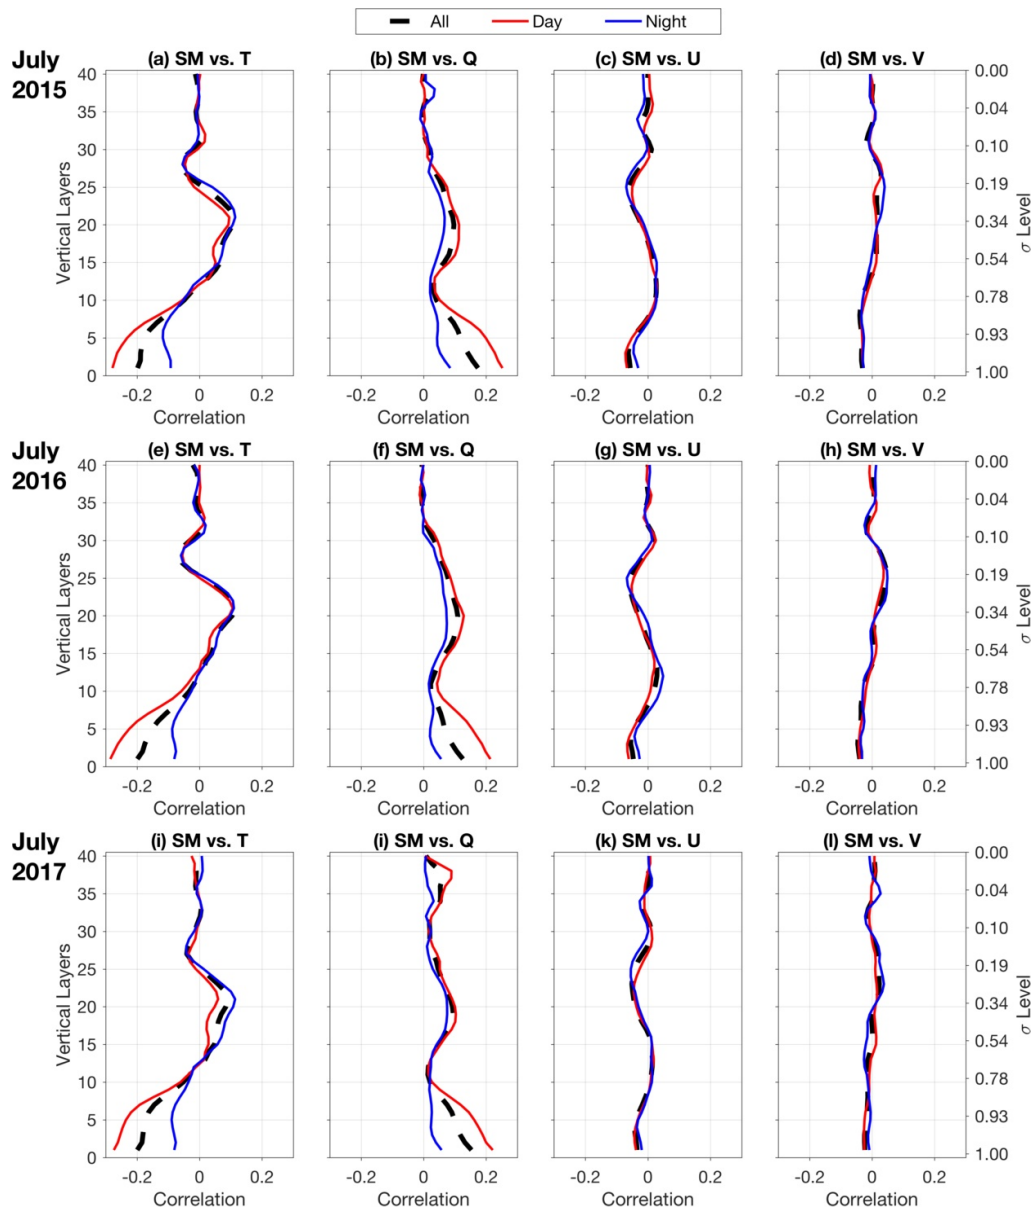 All Day Night
July 2015
(a) SM vs. T (b) SM vs. Q (c) SM vs. U (d) SM vs. V
40 35 30 25 20 15 10 5 0
Vertical Layers
0.00 0.04 0.10 0.19 0.34 0.54 0.78 0.93 1.00
σ Level
-0.2 0 0.2 -0.2 0 0.2 -0.2 0 0.2 -0.2 0 0.2
Correlation Correlation Correlation Correlation
July 2016
(e) SM vs. T (f) SM vs. Q (g) SM vs. U (h) SM vs. V
40 35 30 25 20 15 10 5 0
Vertical Layers
0.00 0.04 0.10 0.19 0.34 0.54 0.78 0.93 1.00
σ Level
-0.2 0 0.2 -0.2 0 0.2 -0.2 0 0.2 -0.2 0 0.2
Correlation Correlation Correlation Correlation
July 2017
(i) SM vs. T (i) SM vs. Q (k) SM vs. U (l) SM vs. V
40 35 30 25 20 15 10 5 0
Vertical Layers
0.00 0.04 0.10 0.19 0.34 0.54 0.78 0.93 1.00
σ Level
-0.2 0 0.2 -0.2 0 0.2 -0.2 0 0.2 -0.2 0 0.2
Correlation Correlation Correlation Correlation